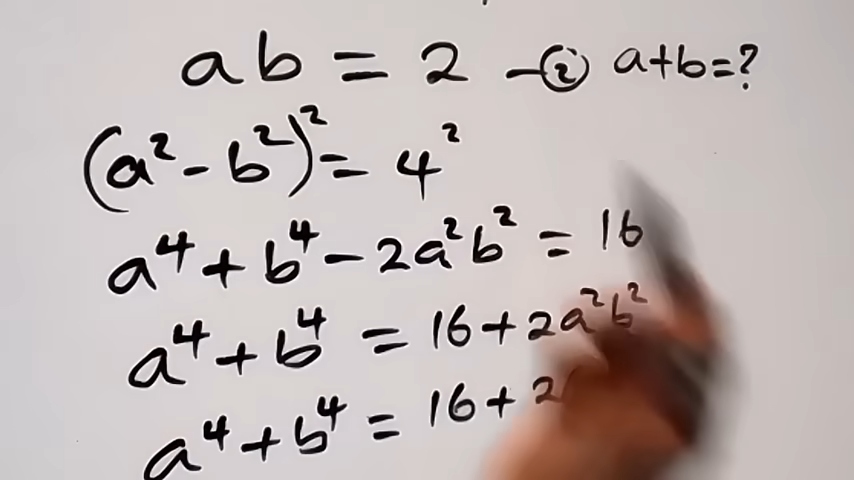 ab = 2 —② a+b=?
(a² - b²)² = 4²
a⁴ + b⁴ - 2a²b² = 16
a⁴ + b⁴ = 16 + 2a²b²
a⁴ + b⁴ = 16 + 2